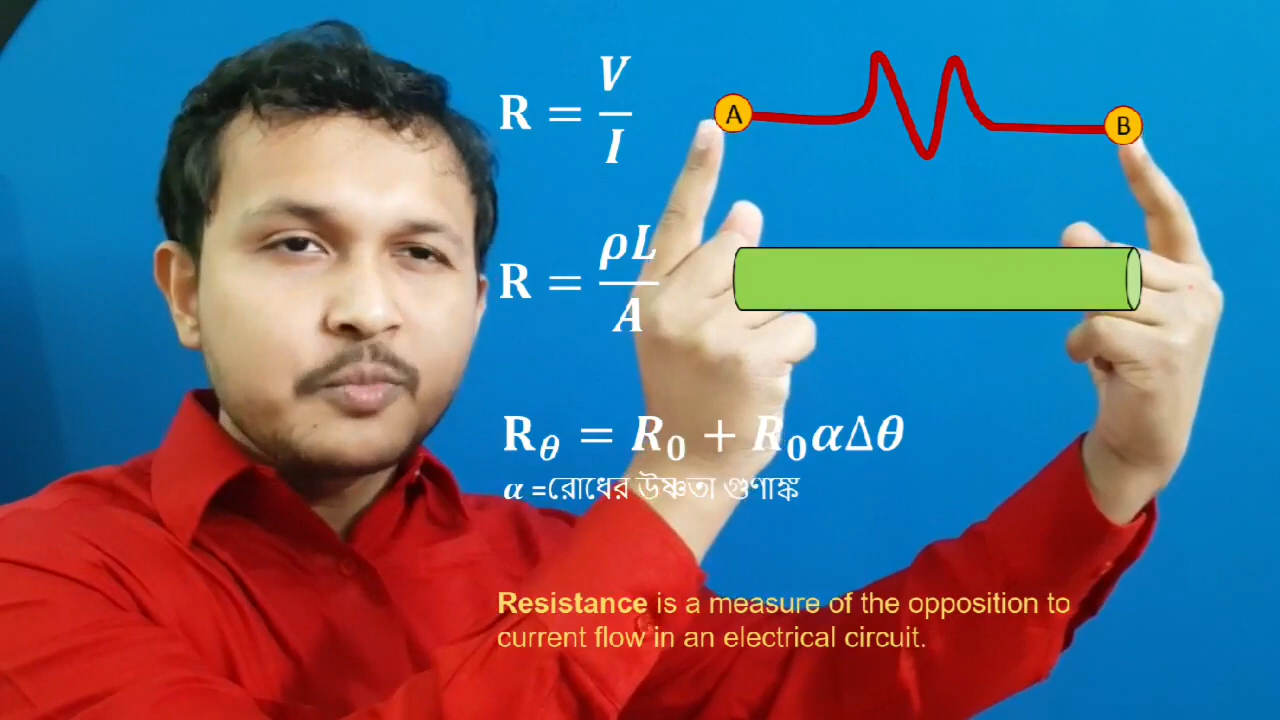 R = V/I
A
B
R = ρL/A
R_θ = R_0 + R_0αΔθ
α =রোধের উষ্ণতা গুণাঙ্ক
Resistance is a measure of the opposition to
current flow in an electrical circuit.